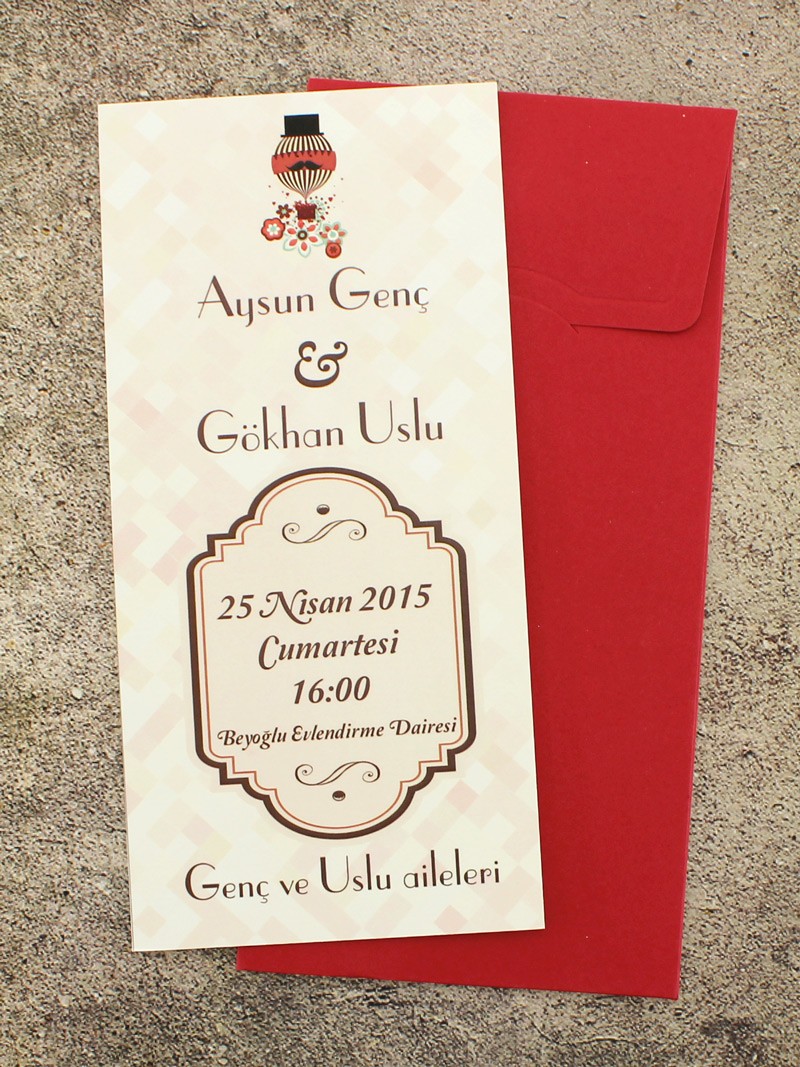 Aysun Genç
&
Gökhan Uslu
25 Nisan 2015
Cumartesi
16:00
Beyoğlu Evlendirme Dairesi
Genç ve Uslu aileleri